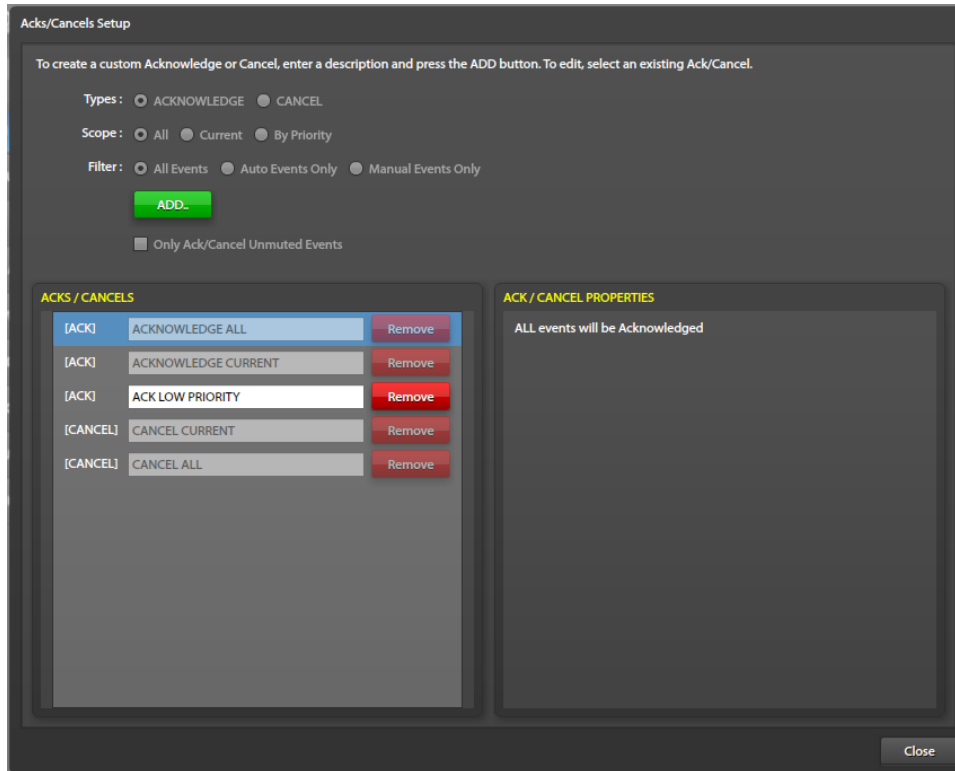 Acks/Cancels Setup
To create a custom Acknowledge or Cancel, enter a description and press the ADD button. To edit, select an existing Ack/Cancel.
Types: ACKNOWLEDGE CANCEL
Scope: All Current By Priority
Filter: All Events Auto Events Only Manual Events Only
ADD..
Only Ack/Cancel Unmuted Events
ACKS / CANCELS
[ACK] ACKNOWLEDGE ALL Remove
[ACK] ACKNOWLEDGE CURRENT Remove
[ACK] ACK LOW PRIORITY Remove
[CANCEL] CANCEL CURRENT Remove
[CANCEL] CANCEL ALL Remove
ACK / CANCEL PROPERTIES
ALL events will be Acknowledged
Close